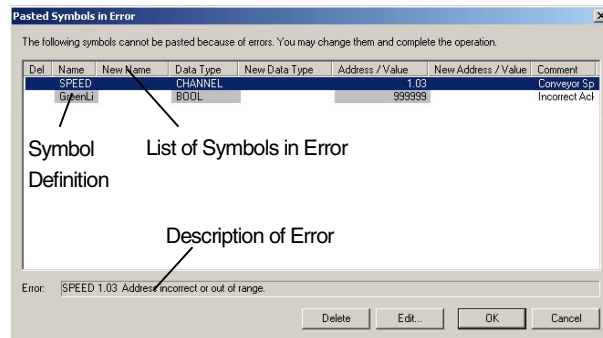 Pasted Symbols in Error
The following symbols cannot be pasted because of errors. You may change them and complete the operation.
Del Name New Name Data Type New Data Type Address / Value New Address / Value Comment
SPEED CHANNEL 1.03 Conveyor Sp
GreenLi BOOL 999999 Incorrect Ack
Symbol Definition
List of Symbols in Error
Description of Error
Error: SPEED 1.03 Address incorrect or out of range.
Delete Edit... OK Cancel